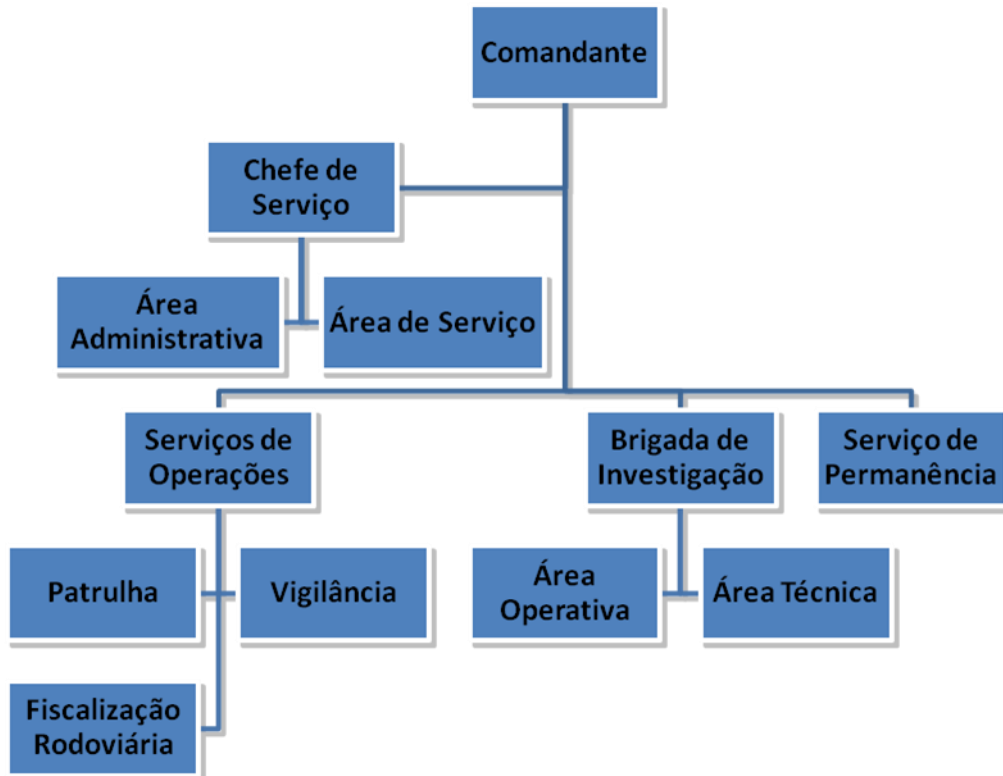 Comandante
Chefe de
Serviço
Área
Administrativa
Área de Serviço
Serviços de
Operações
Brigada de
Investigação
Serviço de
Permanência
Patrulha
Vigilância
Área
Operativa
Área Técnica
Fiscalização
Rodoviária